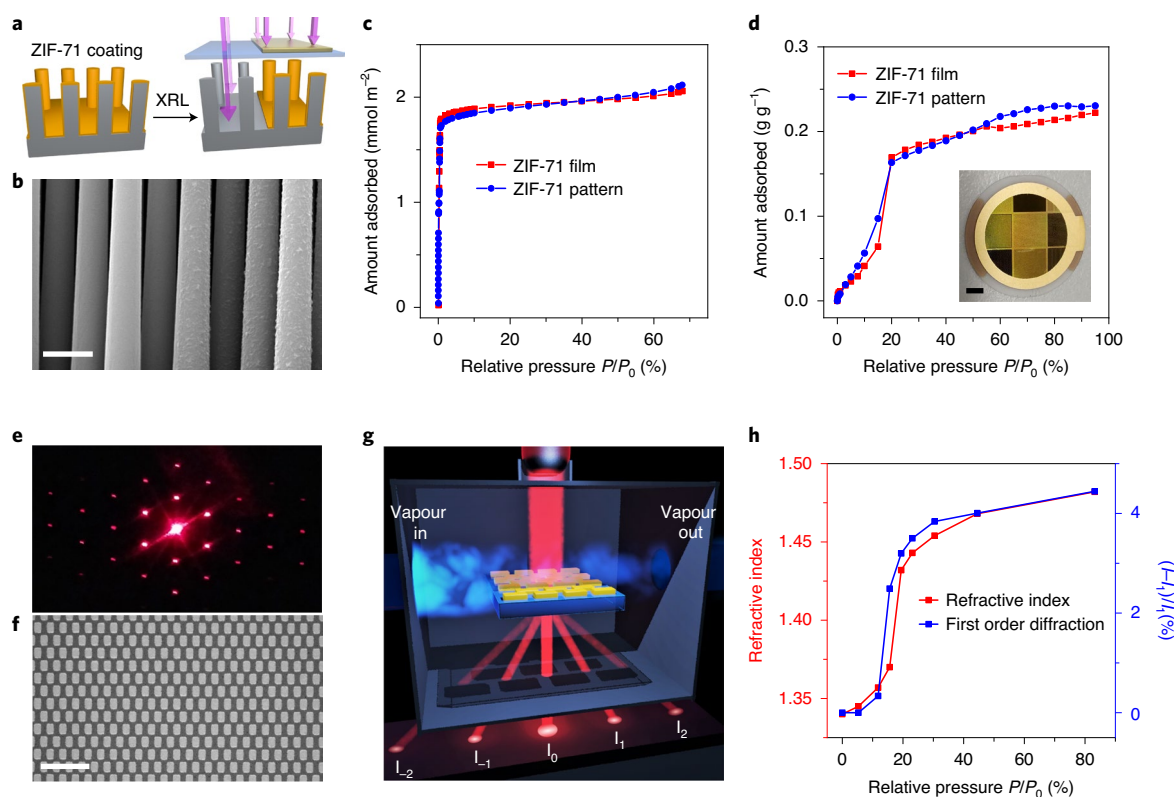 a
ZIF-71 coating
XRL
b
c
Amount adsorbed (mmol m⁻²)
2
1
0
ZIF-71 film
ZIF-71 pattern
0 10 20 30 40 50 60 70
Relative pressure P/P₀ (%)
d
Amount adsorbed (g g⁻¹)
0.3
0.2
0.1
0.0
ZIF-71 film
ZIF-71 pattern
0 20 40 60 80 100
Relative pressure P/P₀ (%)
e
f
g
Vapour
in
Vapour
out
I₋₂
I₋₁
I₀
I₁
I₂
h
Refractive index
1.50
1.45
1.40
1.35
Refractive index
First order diffraction
4
2
0
(I–I₁)/I₁(%)
0 20 40 60 80
Relative pressure P/P₀ (%)